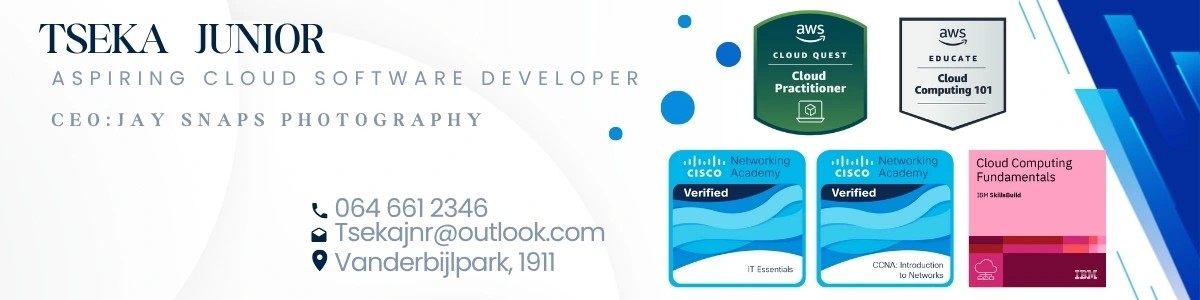 TSEKA JUNIOR
ASPIRING CLOUD SOFTWARE DEVELOPER
CEO:JAY SNAPS PHOTOGRAPHY
064 661 2346
Tsekajnr@outlook.com
Vanderbijlpark, 1911
aws
CLOUD QUEST
Cloud
Practitioner
aws
EDUCATE
Cloud
Computing 101
CISCO Networking
Academy
Verified
IT Essentials
CISCO Networking
Academy
Verified
CCNA: Introduction
to Networks
Cloud Computing
Fundamentals
IBM SkillsBuild
IBM